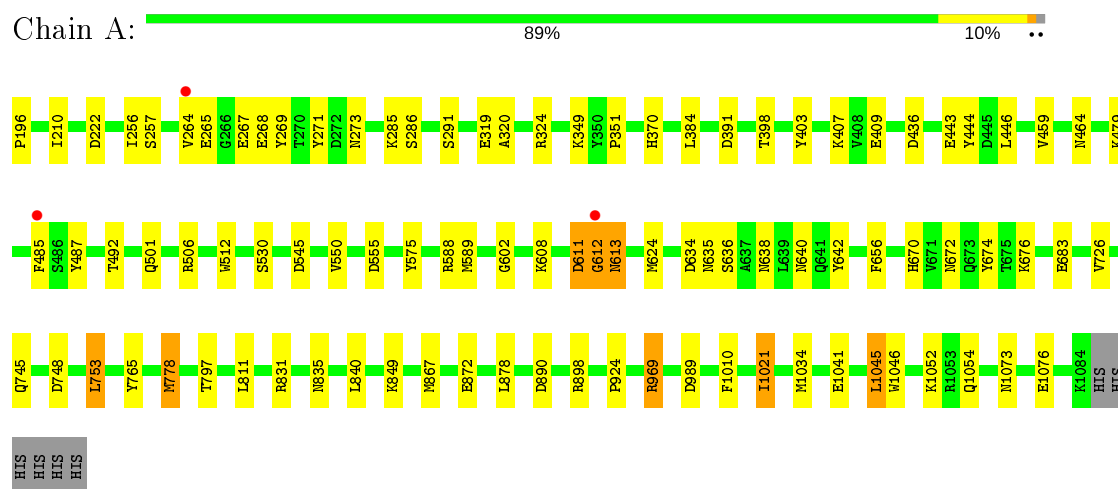 Chain A:
89% 10% ••
P196 I210 D222 I256 S257 V264 E265 G266 E267 E268 Y269 T270 Y271 D272 N273 K285 S286 S291 E319 A320 R324 K349 Y350 P351 H370 L384 D391 T398 Y403 K407 V408 E409 D436 E443 Y444 D445 L446 V459 N464 K479
F485 S486 Y487 T492 Q501 R506 W512 S530 D545 V550 D555 Y575 R588 M589 G602 K608 D611 G612 N613 M624 D634 N635 S636 A637 N638 L639 N640 Q641 Y642 F656 H670 V671 N672 Q673 Y674 T675 K676 E683 V726
Q745 D748 L753 Y765 M778 T797 L811 R831 N835 L840 K849 M867 E872 L878 D890 R898 P924 R969 D989 F1010 I1021 M1034 E1041 L1045 W1046 K1052 R1053 Q1054 N1073 E1076 K1084 HIS HIS
HIS HIS HIS HIS